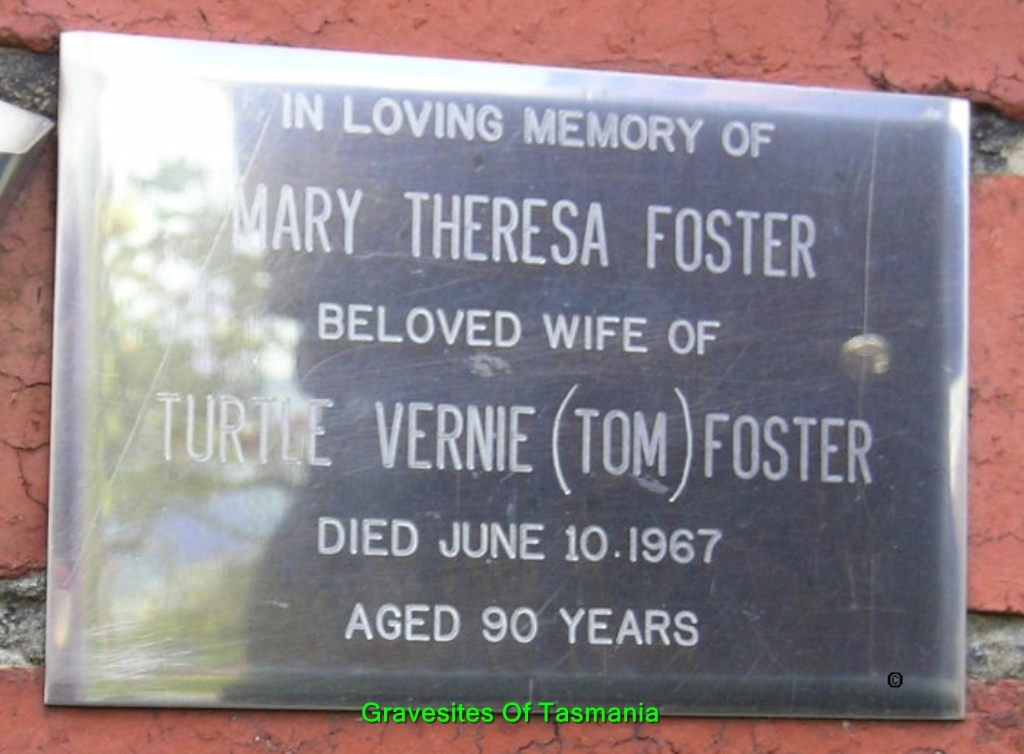 IN LOVING MEMORY OF
MARY THERESA FOSTER
BELOVED WIFE OF
TURTLE VERNIE (TOM) FOSTER
DIED JUNE 10.1967
AGED 90 YEARS
©
Gravesites Of Tasmania